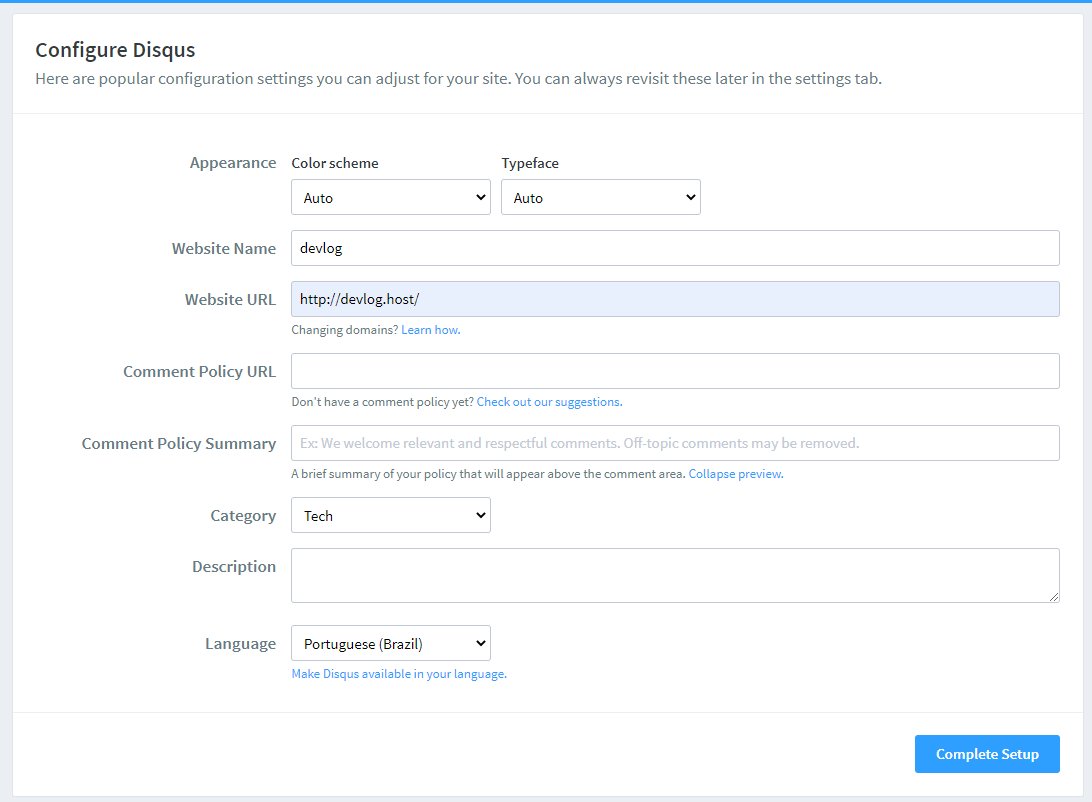 Configure Disqus
Here are popular configuration settings you can adjust for your site. You can always revisit these later in the settings tab.
Appearance Color scheme Typeface
Auto Auto
Website Name devlog
Website URL http://devlog.host/
Changing domains? Learn how.
Comment Policy URL
Don't have a comment policy yet? Check out our suggestions.
Comment Policy Summary Ex: We welcome relevant and respectful comments. Off-topic comments may be removed.
A brief summary of your policy that will appear above the comment area. Collapse preview.
Category Tech
Description
Language Portuguese (Brazil)
Make Disqus available in your language.
Complete Setup